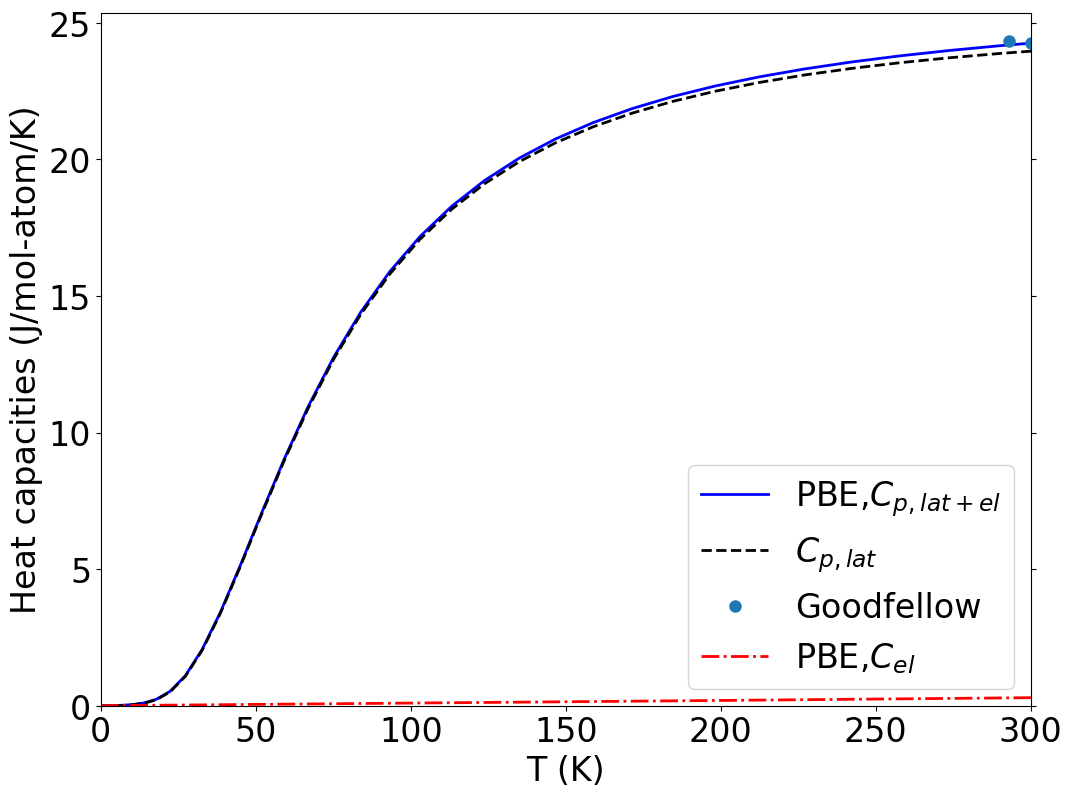 25
20
15
10
5
0
Heat capacities (J/mol-atom/K)
PBE,C_{p, lat+el}
C_{p, lat}
Goodfellow
PBE,C_{el}
0 50 100 150 200 250 300
T (K)